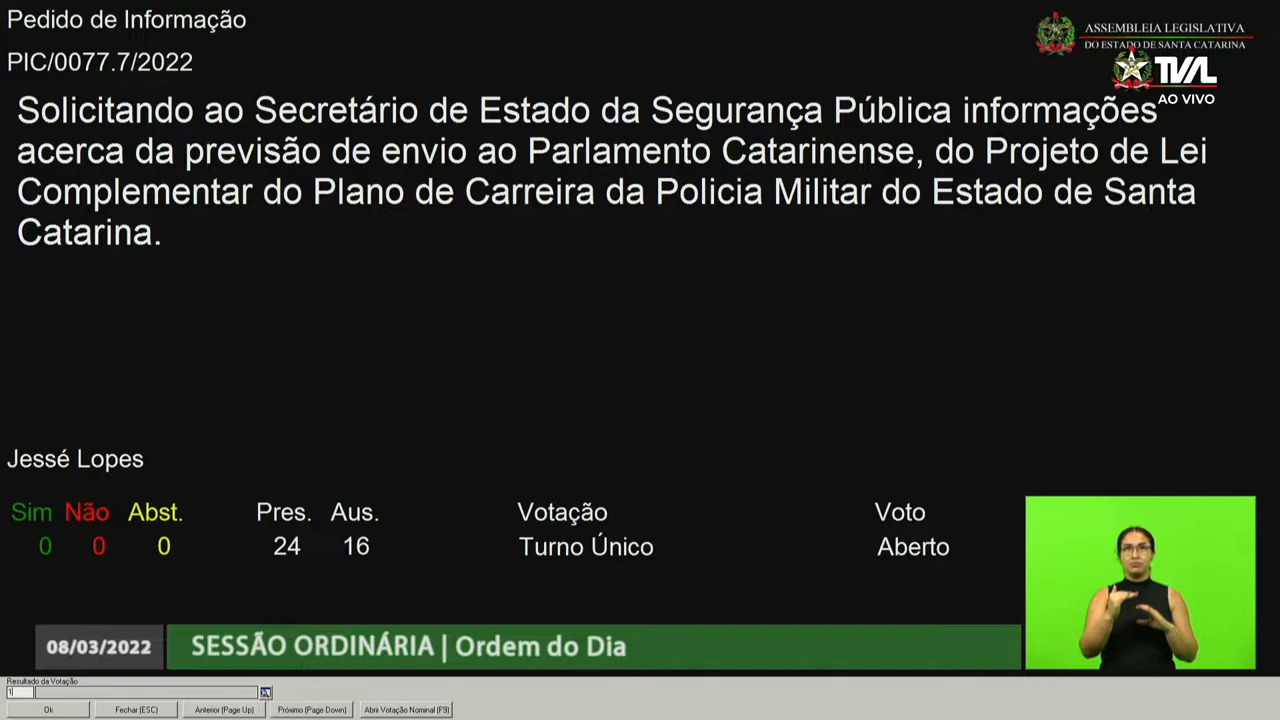 Pedido de Informação
ASSEMBLEIA LEGISLATIVA
DO ESTADO DE SANTA CATARINA
PIC/0077.7/2022
TVAL
AO VIVO
Solicitando ao Secretário de Estado da Segurança Pública informações
acerca da previsão de envio ao Parlamento Catarinense, do Projeto de Lei
Complementar do Plano de Carreira da Policia Militar do Estado de Santa
Catarina.
Jessé Lopes
Sim Não Abst. Pres. Aus. Votação Voto
0 0 0 24 16 Turno Único Aberto
08/03/2022 SESSÃO ORDINÁRIA | Ordem do Dia
Resultado da Votação
1
Ok Fechar (ESC) Anterior (Page Up) Próximo (Page Down) Abrir Votação Nominal (F9)